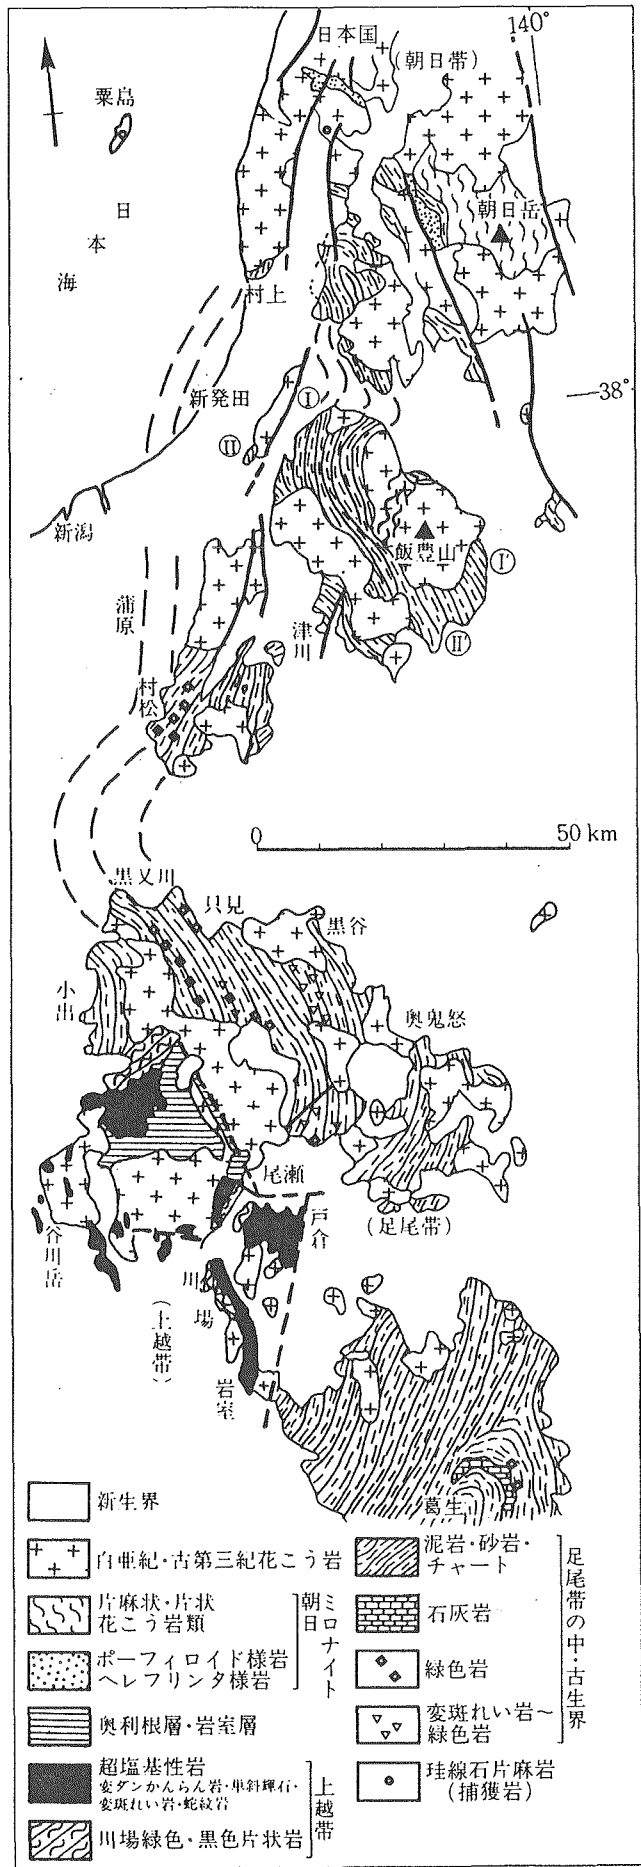 日本国
140°
(朝日帯)
粟島
日本海
朝日岳
村上
38°
新発田
Ⅰ
Ⅱ
新潟
飯豊山
Ⅰ'
Ⅱ'
蒲原
津川
村松
0 50 km
黒又川
只見
黒谷
小出
奥鬼怒
尾瀬
戸倉
(足尾帯)
谷川岳
川場
(上越帯)
岩室
葛生
新生界
白亜紀・古第三紀花こう岩
片麻状・片状
花こう岩類
ポーフィロイド様岩
ヘレフリンタ様岩
朝日
ミロナイト
奥利根層・岩室層
超塩基性岩
変ダンかんらん岩・単斜輝石・
変斑れい岩・蛇紋岩
川場緑色・黒色片状岩
上越帯
泥岩・砂岩・
チャート
石灰岩
緑色岩
変斑れい岩〜
緑色岩
足尾帯の中・古生界
珪線石片麻岩
(捕獲岩)